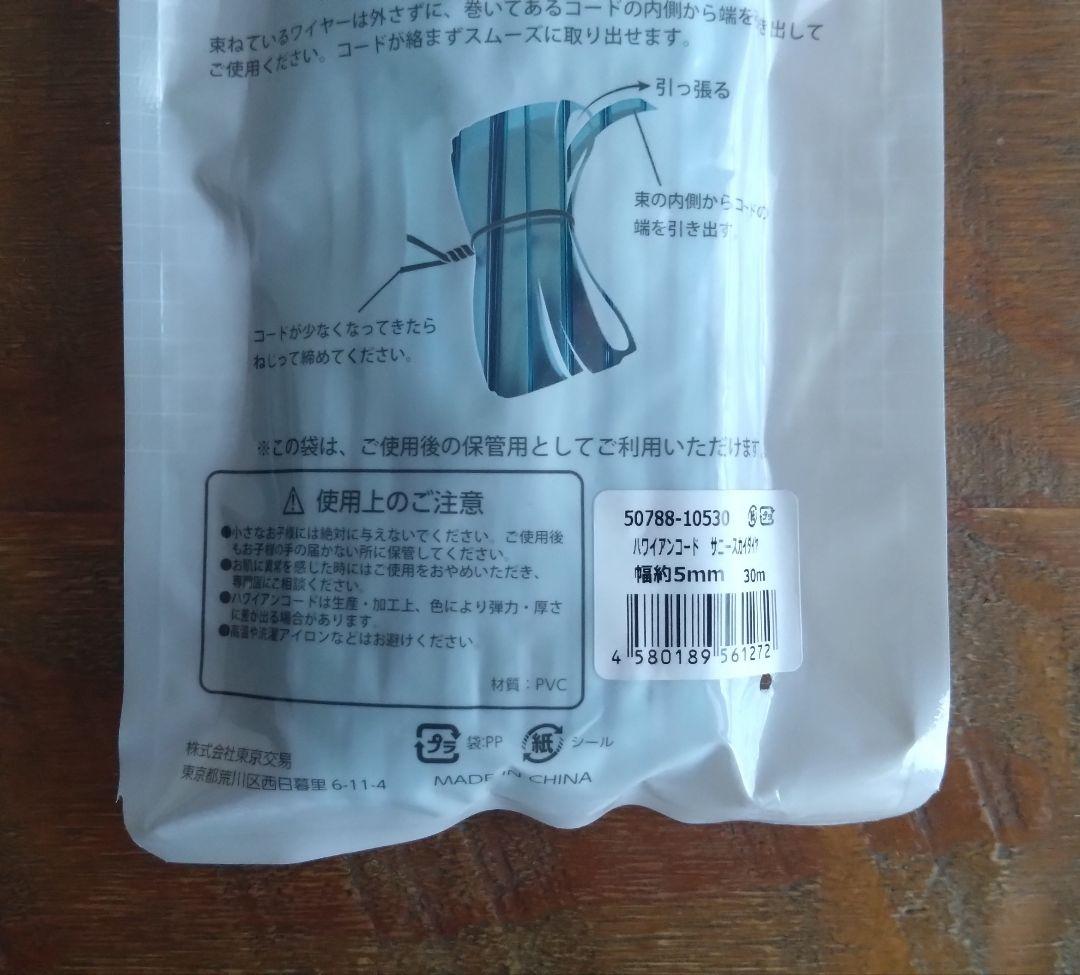 束ねているワイヤーは外さずに、巻いてあるコードの内側から端を引き出して
ご使用ください。コードが絡まずスムーズに取り出せます。
引っ張る
束の内側からコードの
端を引き出す。
コードが少なくなってきたら
ねじって締めてください。
※この袋は、ご使用後の保管用としてご利用いただけます。
使用上のご注意
●小さなお子様には絶対に与えないでください。ご使用後
もお子様の手の届かない所に保管してください。
●お肌に異常を感じた時にはご使用をおやめいただき、
専門医にご相談ください。
●ハワイアンコードは生産・加工上、色により弾力・厚さ
に差が出る場合があります。
●高温や洗濯アイロンなどはお避けください
材質：PVC
50788-10530 紙 プラ
ハワイアンコード サニースカイダイヤ
幅約5mm 30m
4 580189 561272
プラ 袋:PP 紙 シール
MADE IN CHINA
株式会社東京交易
東京都荒川区西日暮里 6-11-4